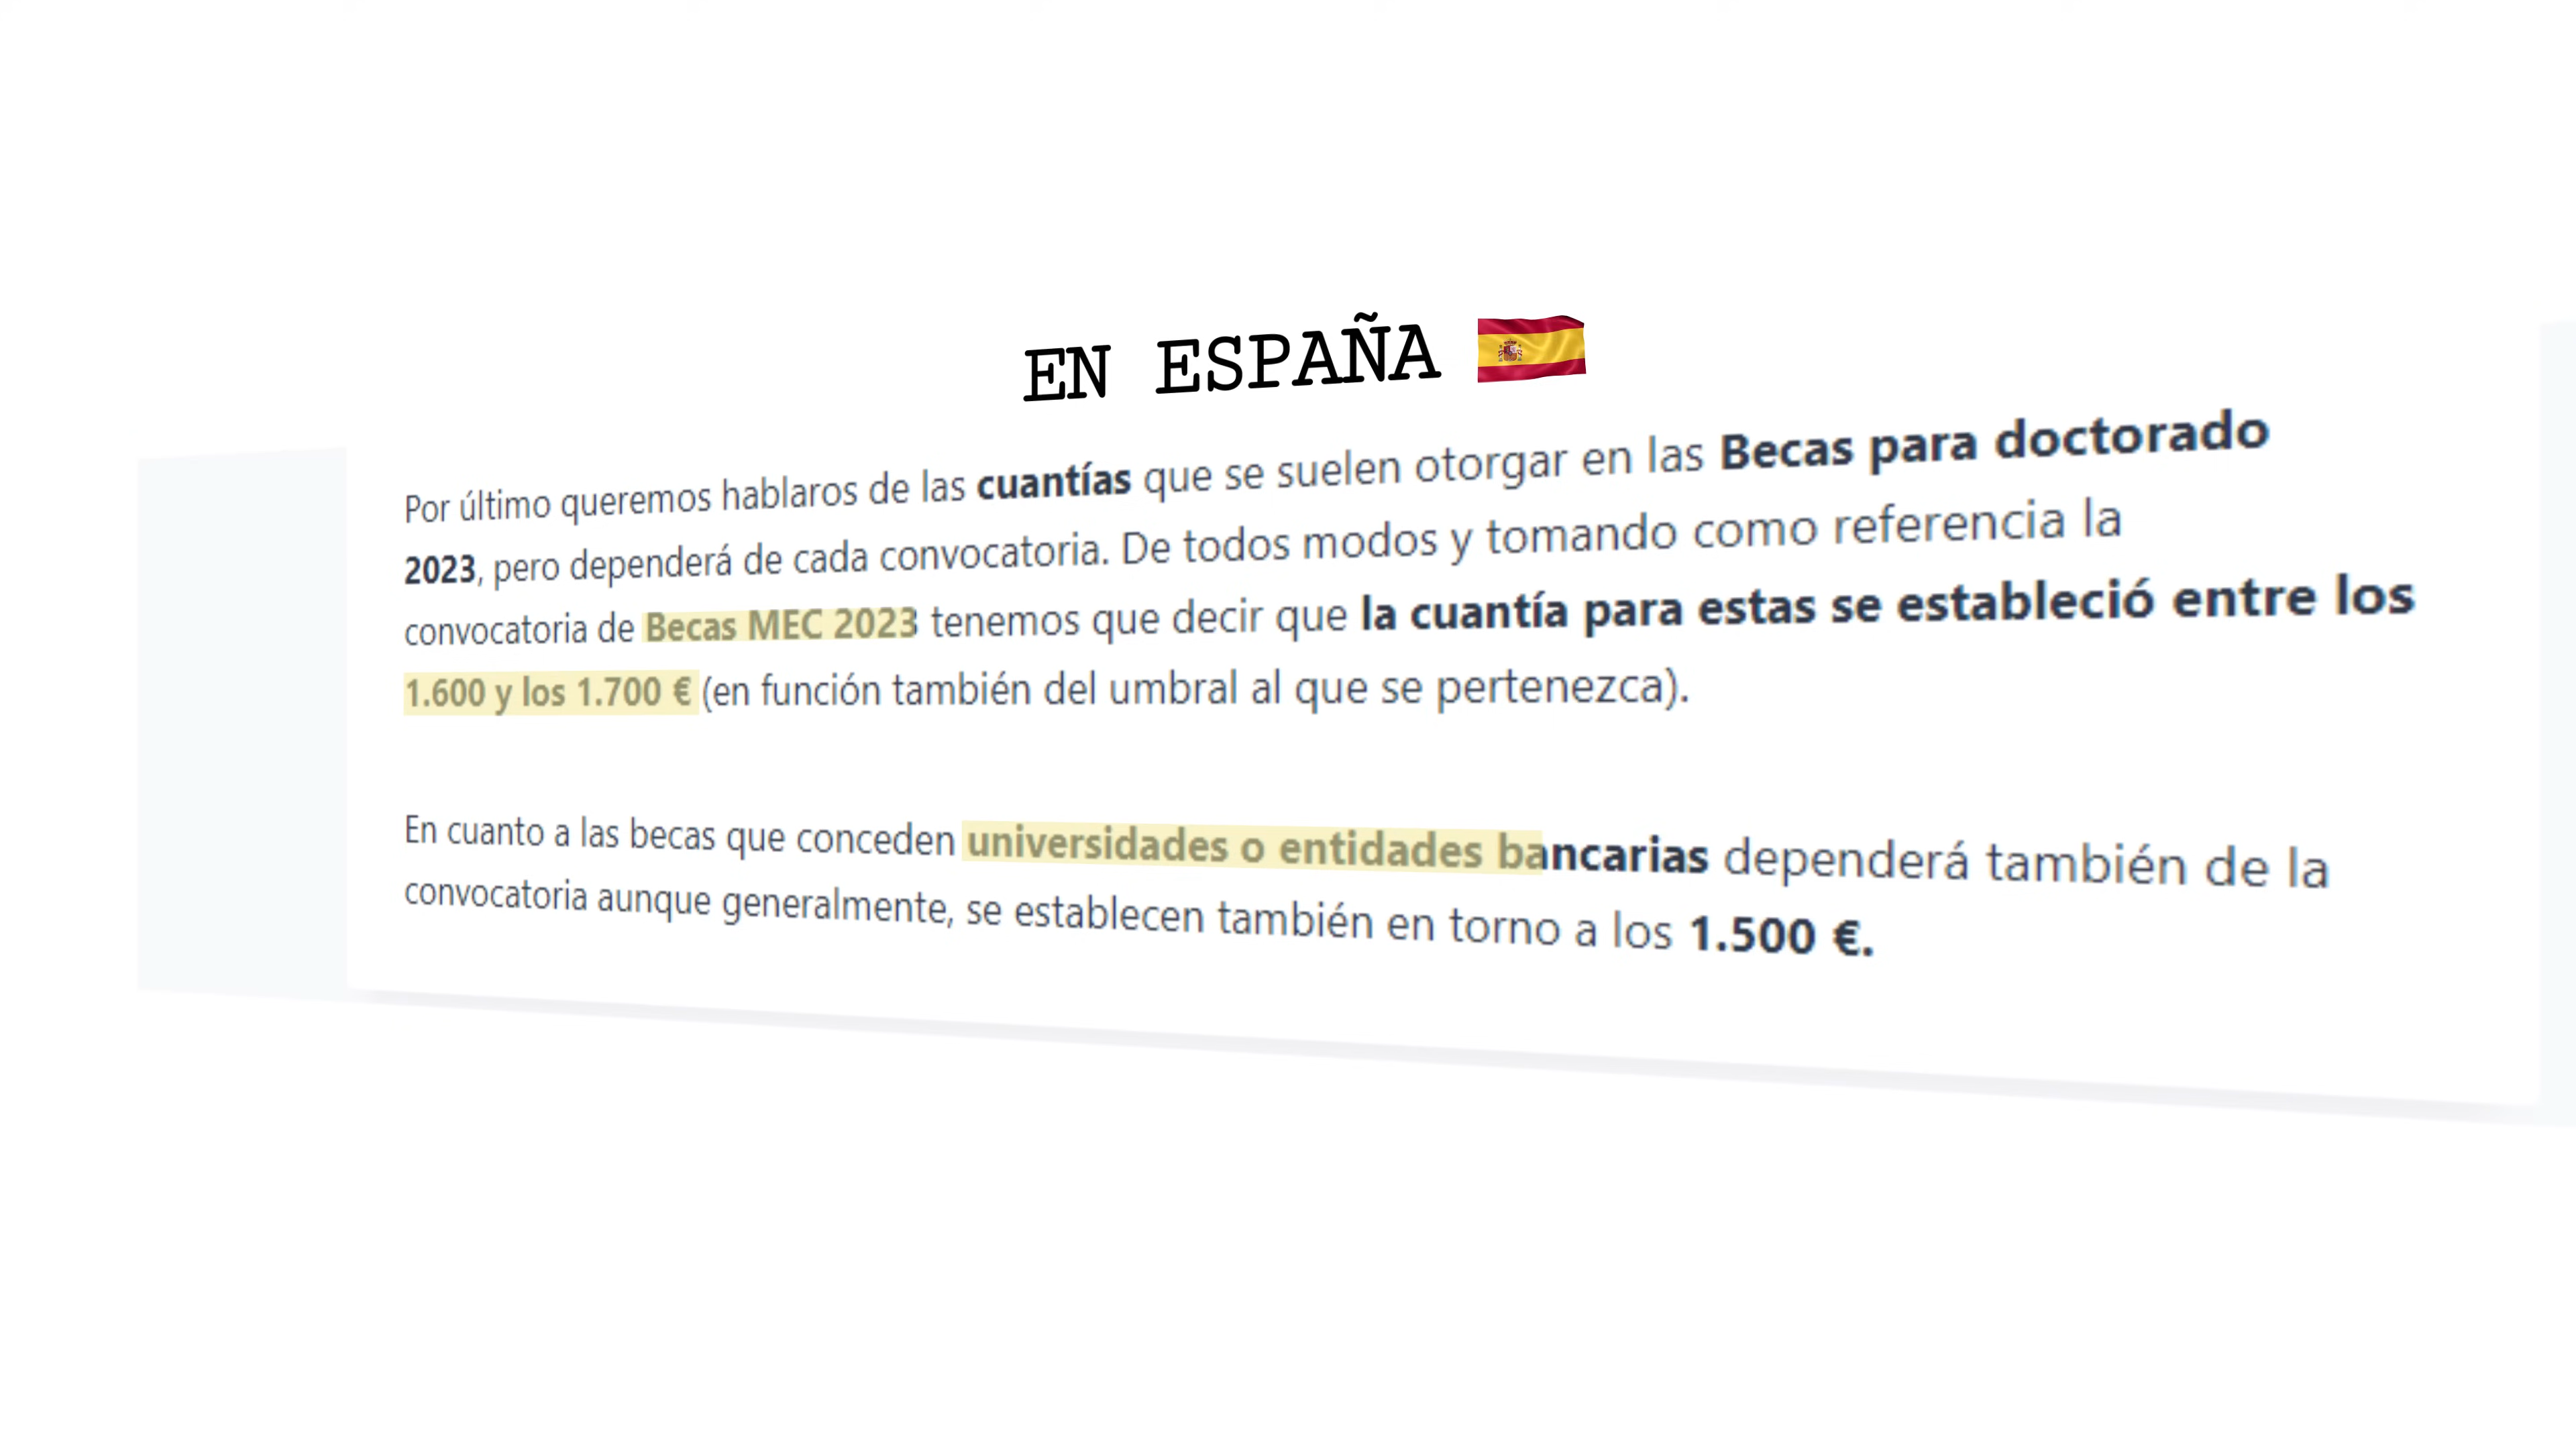 EN ESPAÑA
Por último queremos hablaros de las cuantías que se suelen otorgar en las Becas para doctorado
2023, pero dependerá de cada convocatoria. De todos modos y tomando como referencia la
convocatoria de Becas MEC 2023 tenemos que decir que la cuantía para estas se estableció entre los
1.600 y los 1.700 € (en función también del umbral al que se pertenezca).
En cuanto a las becas que conceden universidades o entidades bancarias dependerá también de la
convocatoria aunque generalmente, se establecen también en torno a los 1.500 €.